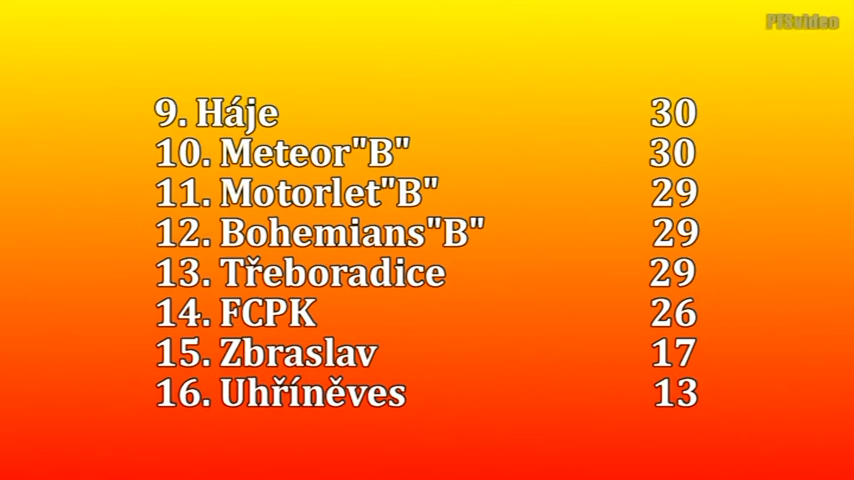 PFSvideo
9. Háje 30
10. Meteor"B" 30
11. Motorlet"B" 29
12. Bohemians"B" 29
13. Třeboradice 29
14. FCPK 26
15. Zbraslav 17
16. Uhříněves 13